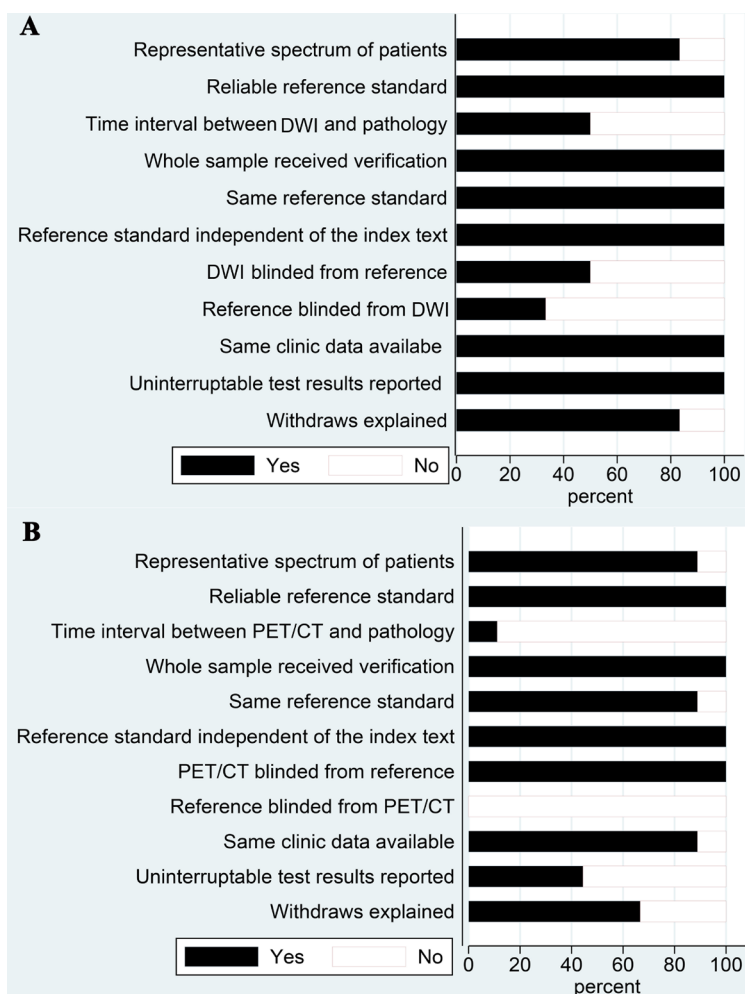 A
Representative spectrum of patients
Reliable reference standard
Time interval between DWI and pathology
Whole sample received verification
Same reference standard
Reference standard independent of the index text
DWI blinded from reference
Reference blinded from DWI
Same clinic data availabe
Uninterruptable test results reported
Withdraws explained
Yes No
0 20 40 60 80 100
percent
B
Representative spectrum of patients
Reliable reference standard
Time interval between PET/CT and pathology
Whole sample received verification
Same reference standard
Reference standard independent of the index text
PET/CT blinded from reference
Reference blinded from PET/CT
Same clinic data available
Uninterruptable test results reported
Withdraws explained
Yes No
0 20 40 60 80 100
percent